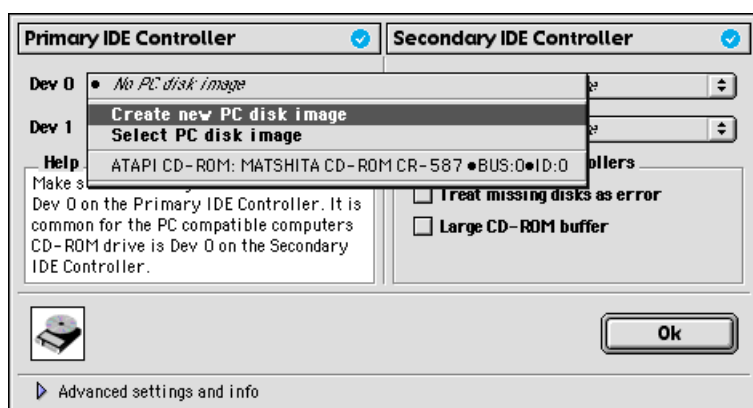 Primary IDE Controller
Secondary IDE Controller
Dev 0
• No PC disk image
Create new PC disk image
Select PC disk image
ATAPI CD-ROM: MATSHITA CD-ROM CR-587 •BUS:0•ID:0
Dev 1
Help
Make s
Dev 0 on the Primary IDE Controller. It is
common for the PC compatible computers
CD-ROM drive is Dev 0 on the Secondary
IDE Controller.
Treat missing disks as error
Large CD-ROM buffer
Ok
Advanced settings and info